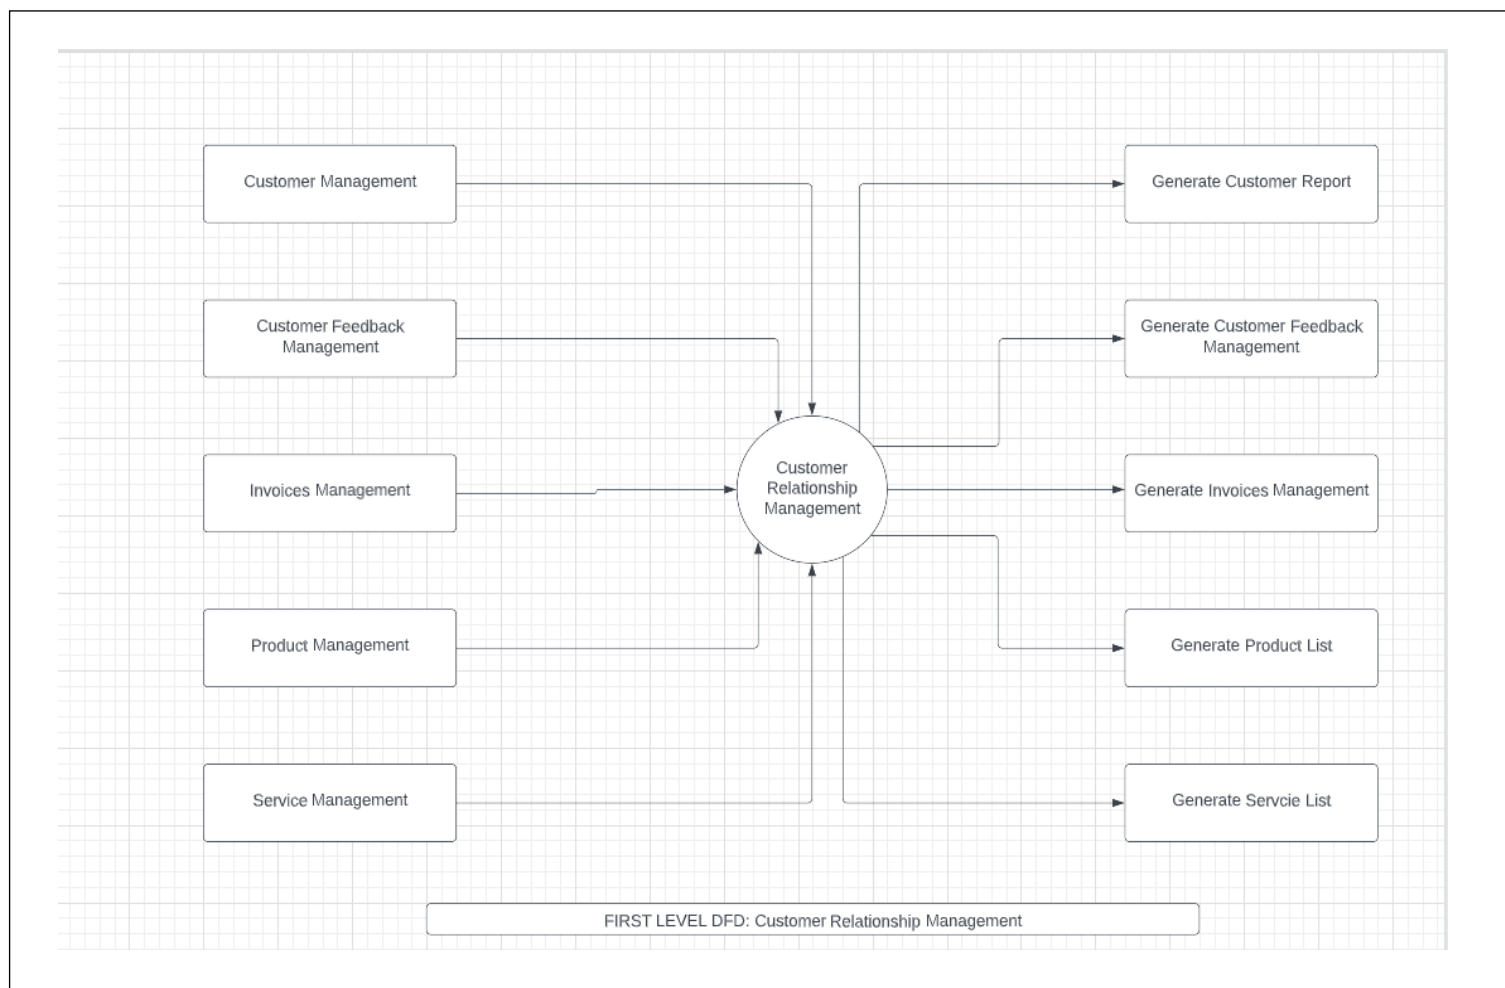 Customer Management
Generate Customer Report
Customer Feedback
Management
Generate Customer Feedback
Management
Invoices Management
Customer
Relationship
Management
Generate Invoices Management
Product Management
Generate Product List
Service Management
Generate Servcie List
FIRST LEVEL DFD: Customer Relationship Management